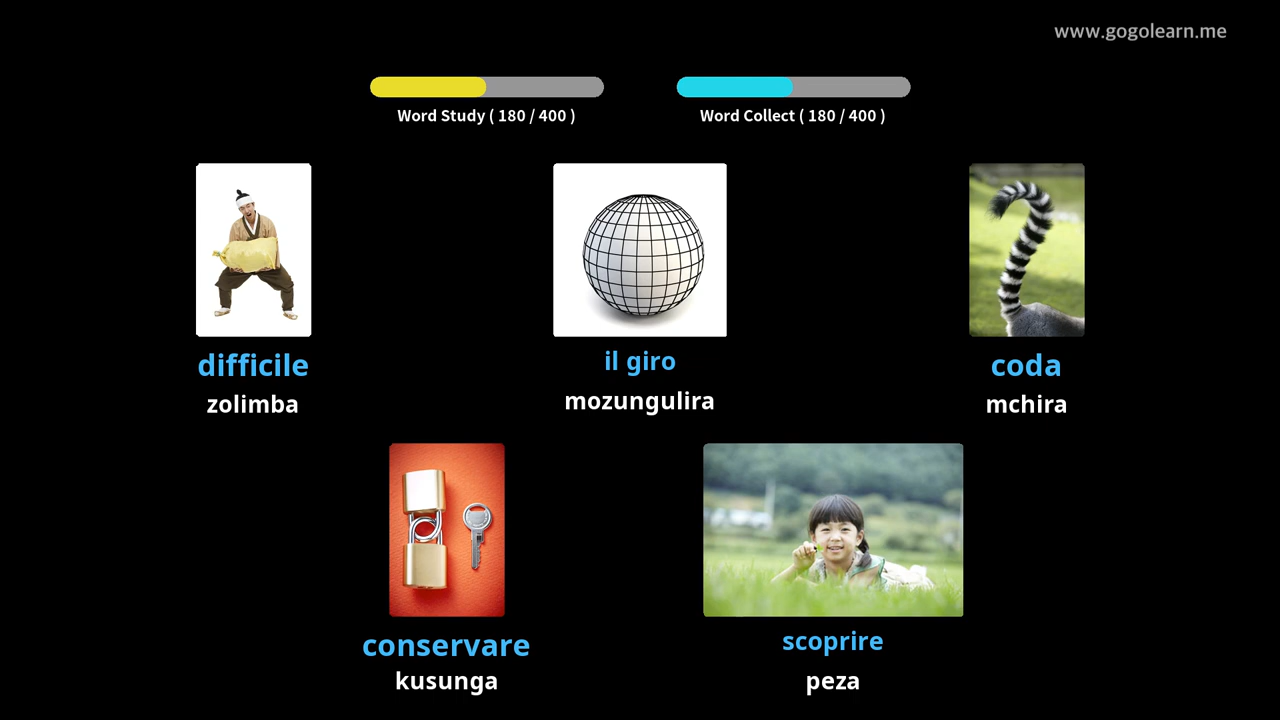 www.gogolearn.me
Word Study ( 180 / 400 )
Word Collect ( 180 / 400 )
difficile
zolimba
il giro
mozungulira
coda
mchira
conservare
kusunga
scoprire
peza